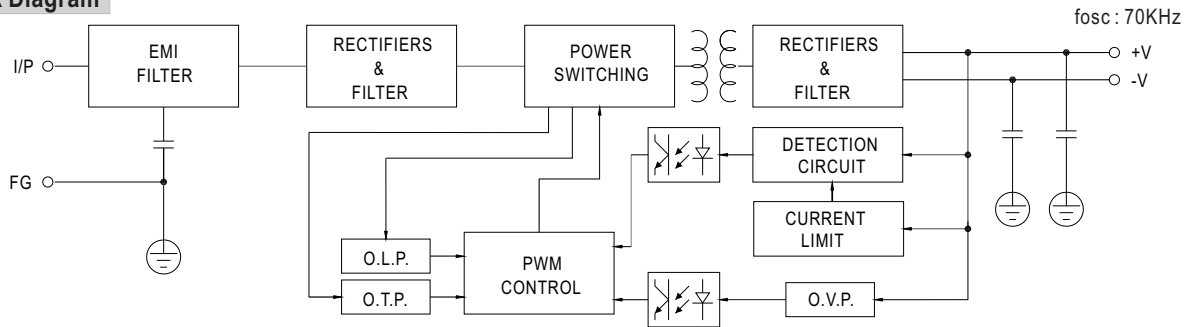 Diagram
fosc : 70KHz
I/P
EMI
FILTER
RECTIFIERS
&
FILTER
POWER
SWITCHING
RECTIFIERS
&
FILTER
+V
-V
FG
DETECTION
CIRCUIT
CURRENT
LIMIT
O.L.P.
O.T.P.
PWM
CONTROL
O.V.P.